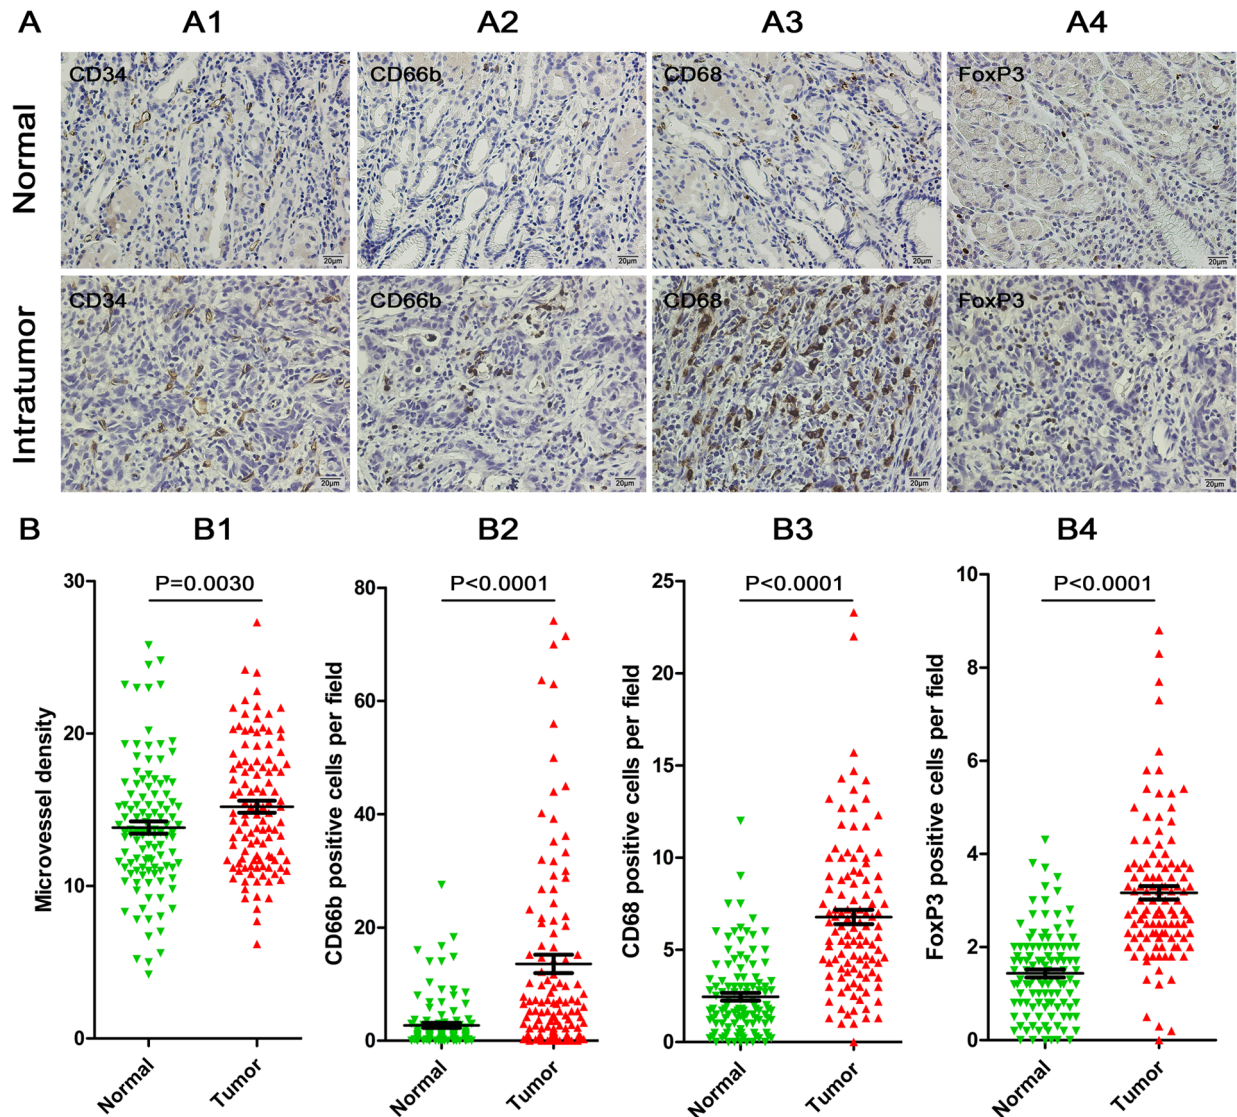 A A1 A2 A3 A4
Normal
CD34 CD66b CD68 FoxP3
20μm 20μm 20μm 20μm
Intratumor
CD34 CD66b CD68 FoxP3
20μm 20μm 20μm 20μm
B B1 B2 B3 B4
Microvessel density
30
20
10
0
P=0.0030
Normal Tumor
CD66b positive cells per field
80
60
40
20
0
P<0.0001
Normal Tumor
CD68 positive cells per field
25
20
15
10
5
0
P<0.0001
Normal Tumor
FoxP3 positive cells per field
10
8
6
4
2
0
P<0.0001
Normal Tumor